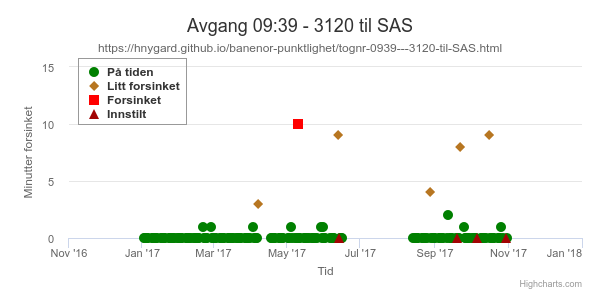 Avgang 09:39 - 3120 til SAS
https://hnygard.github.io/banenor-punktlighet/tognr-0939---3120-til-SAS.html
På tiden
Litt forsinket
Forsinket
Innstilt
Minutter forsinket
15
10
5
0
Nov '16
Jan '17
Mar '17
May '17
Jul '17
Sep '17
Nov '17
Jan '18
Tid
Highcharts.com